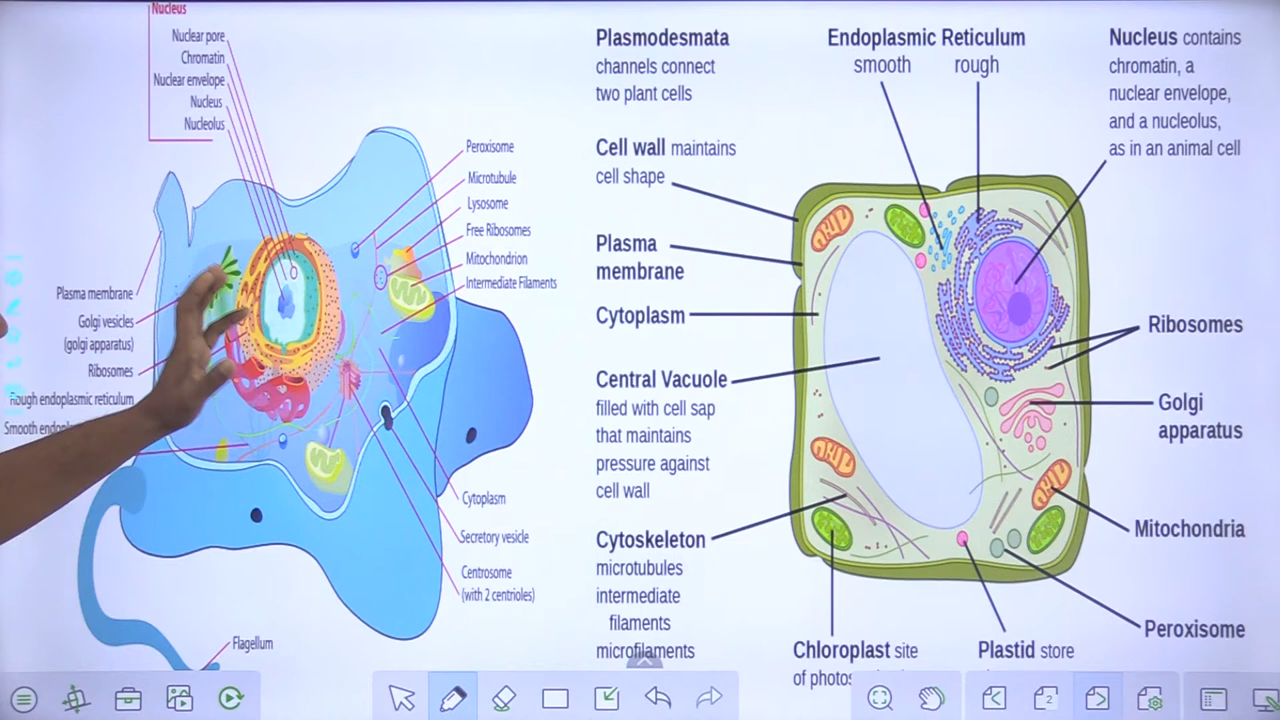 Nucleus
Nuclear pore
Chromatin
Nuclear envelope
Nucleus
Nucleolus
Peroxisome
Microtubule
Lysosome
Free Ribosomes
Mitochondrion
Intermediate Filaments
Plasma membrane
Golgi vesicles
(golgi apparatus)
Ribosomes
Rough endoplasmic reticulum
Smooth
Cytoplasm
Secretory vesicle
Centrosome
(with 2 centrioles)
Flagellum
Plasmodesmata
channels connect
two plant cells
Cell wall maintains
cell shape
Plasma
membrane
Cytoplasm
Central Vacuole
filled with cell sap
that maintains
pressure against
cell wall
Cytoskeleton
microtubules
intermediate
filaments
microfilaments
Endoplasmic Reticulum
smooth rough
Nucleus contains
chromatin, a
nuclear envelope,
and a nucleolus,
as in an animal cell
Ribosomes
Golgi
apparatus
Mitochondria
Peroxisome
Chloroplast site
of
Plastid store
2